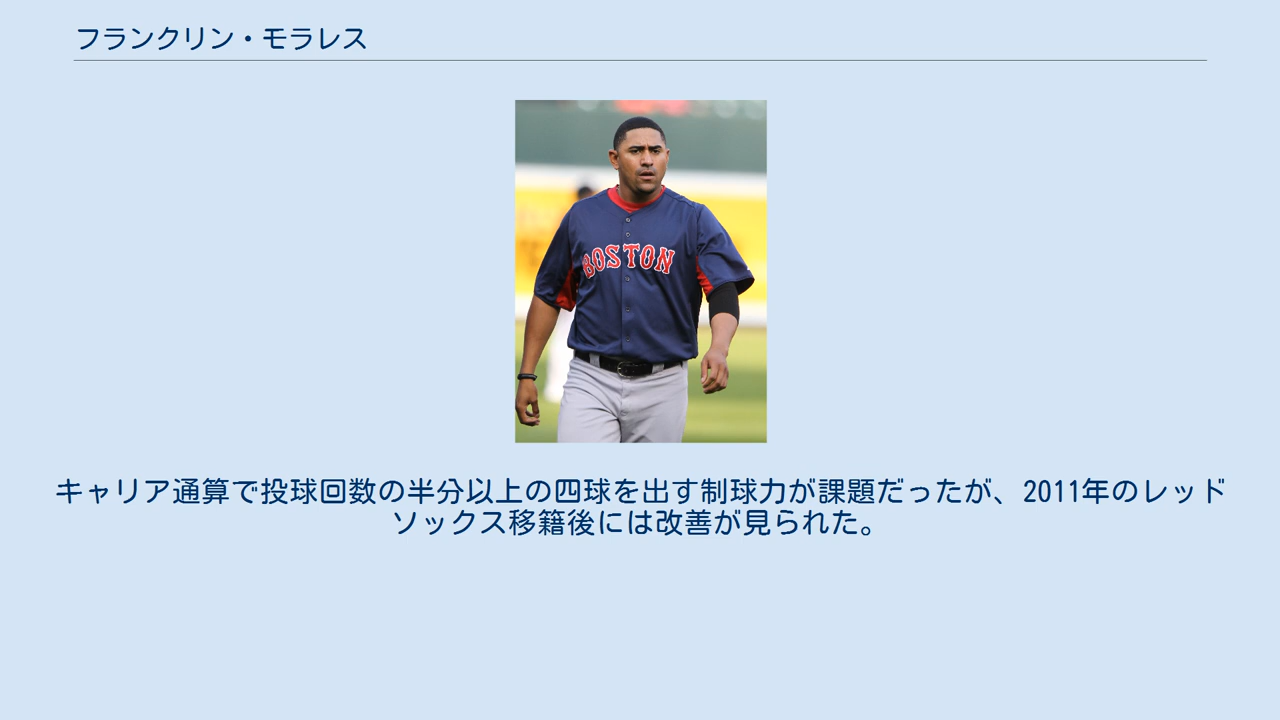 フランクリン・モラレス
BOSTON
キャリア通算で投球回数の半分以上の四球を出す制球力が課題だったが、2011年のレッド
ソックス移籍後には改善が見られた。